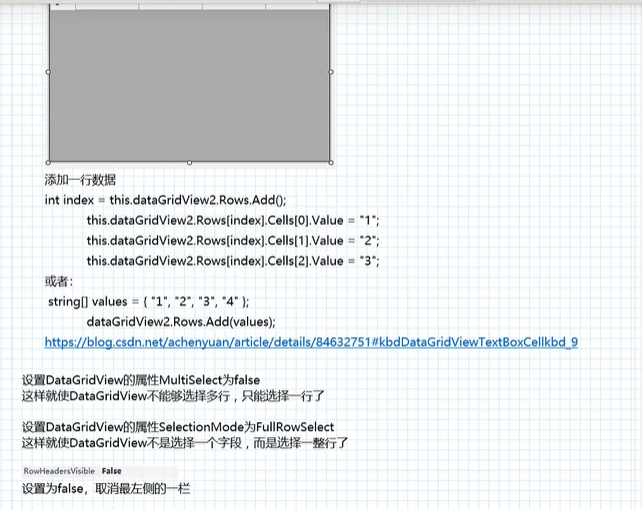 添加一行数据
int index = this.dataGridView2.Rows.Add();
this.dataGridView2.Rows[index].Cells[0].Value = "1";
this.dataGridView2.Rows[index].Cells[1].Value = "2";
this.dataGridView2.Rows[index].Cells[2].Value = "3";
或者:
string[] values = { "1", "2", "3", "4" };
dataGridView2.Rows.Add(values);
https://blog.csdn.net/achenyuan/article/details/84632751#kbdDataGridViewTextBoxCellkbd_9
设置DataGridView的属性MultiSelect为false
这样就使DataGridView不能够选择多行，只能选择一行了
设置DataGridView的属性SelectionMode为FullRowSelect
这样就使DataGridView不是选择一个字段，而是选择一整行了
RowHeadersVisible False
设置为false，取消最左侧的一栏